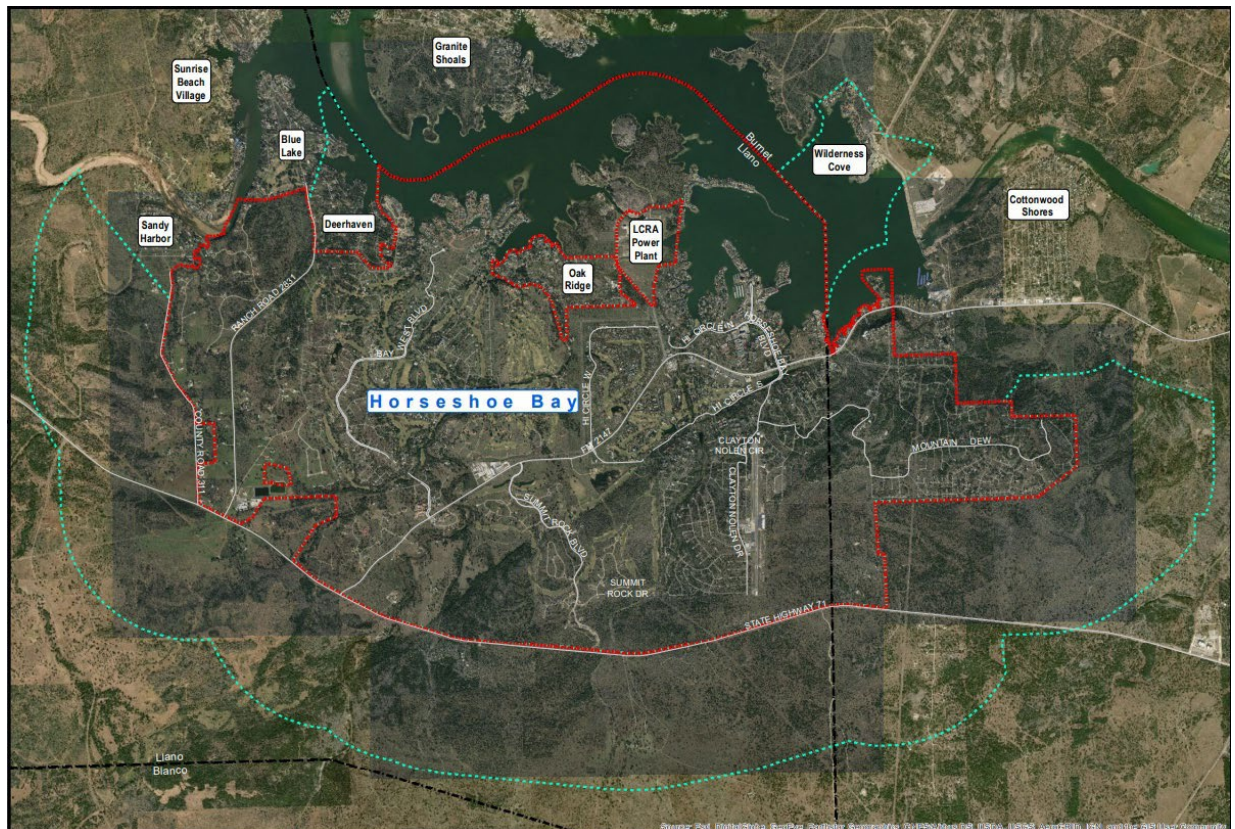 Granite
Shoals
Sunrise
Beach
Village
Blue
Lake
Burnet
Llano
Wilderness
Cove
Cottonwood
Shores
Sandy
Harbor
Deerhaven
LCRA
Power
Plant
Oak
Ridge
RANCH ROAD 2831
BAY WEST BLVD
HI CIRCLE N
HORSESHOE BAY
BLVD
Horseshoe Bay
HI CIRCLE W
HI CIRCLE S
COUNTY ROAD 311
FM 2147
CLAYTON
NOLEN CIR
MOUNTAIN DEW
CLAYTON NOLEN DR
SUMMIT ROCK BLVD
SUMMIT
ROCK DR
STATE HIGHWAY 71
Llano
Blanco